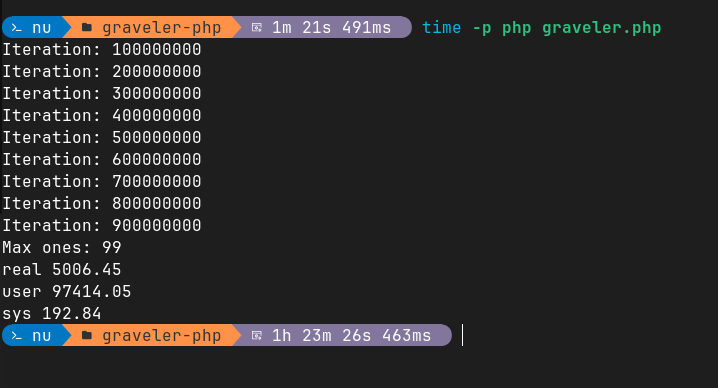 nu graveler-php 1m 21s 491ms time -p php graveler.php
Iteration: 100000000
Iteration: 200000000
Iteration: 300000000
Iteration: 400000000
Iteration: 500000000
Iteration: 600000000
Iteration: 700000000
Iteration: 800000000
Iteration: 900000000
Max ones: 99
real 5006.45
user 97414.05
sys 192.84
nu graveler-php 1h 23m 26s 463ms